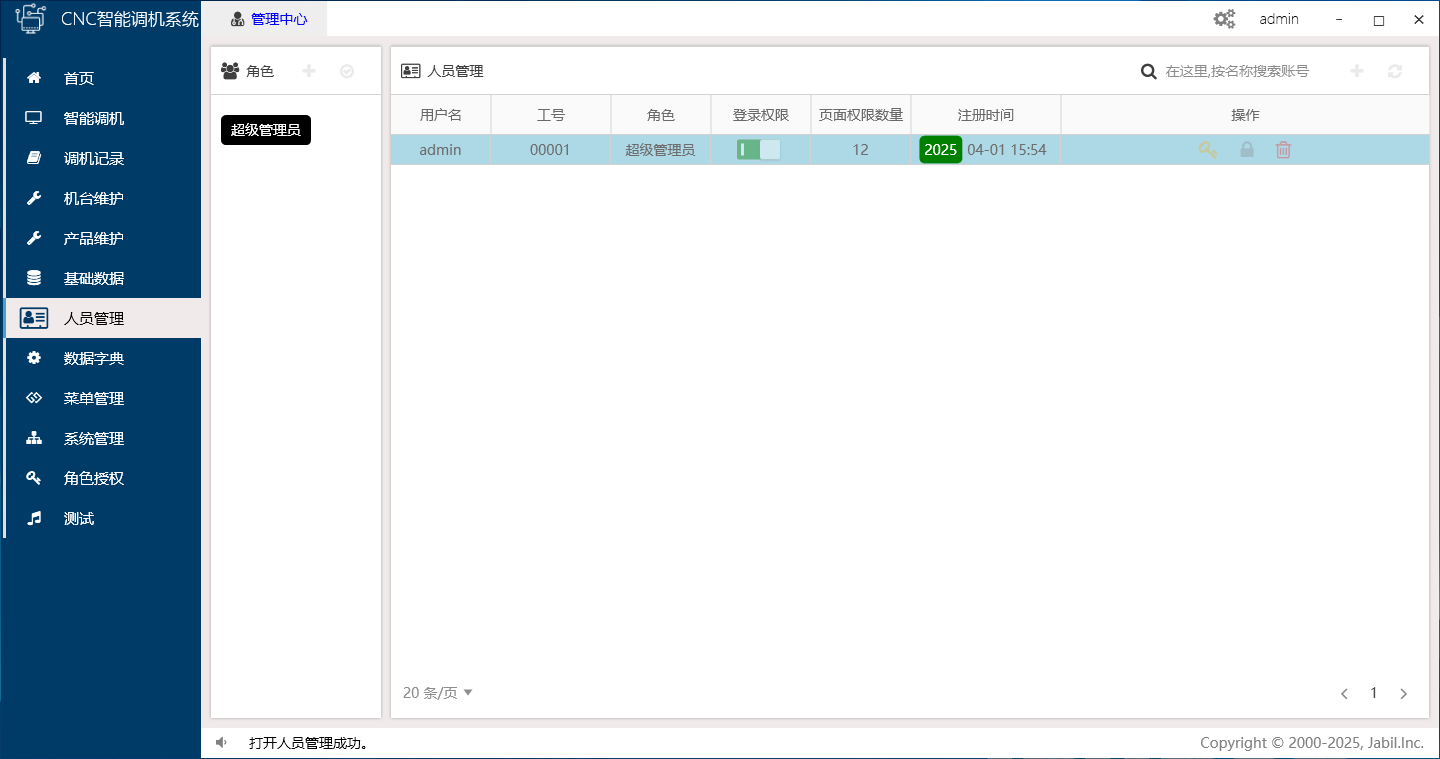 CNC智能调机系统
管理中心
admin
首页
智能调机
调机记录
机台维护
产品维护
基础数据
人员管理
数据字典
菜单管理
系统管理
角色授权
测试
角色
超级管理员
人员管理
在这里,按名称搜索账号
用户名 工号 角色 登录权限 页面权限数量 注册时间 操作
admin 00001 超级管理员 12 2025 04-01 15:54
20 条/页
1
打开人员管理成功。
Copyright © 2000-2025, Jabil.Inc.